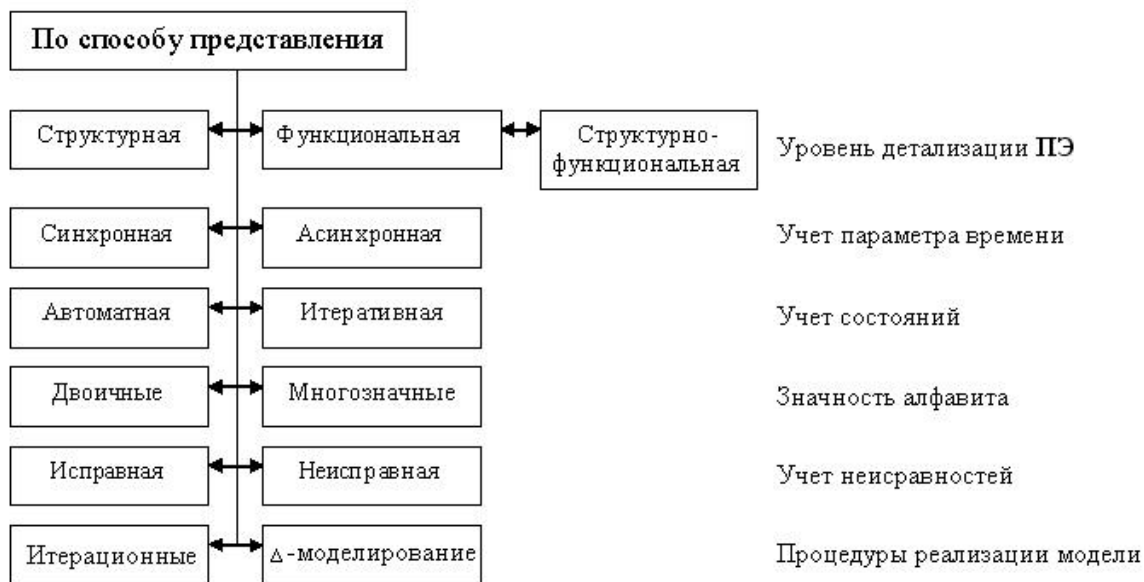 По способу представления
Структурная
Функциональная
Структурно-
функциональная
Уровень детализации ПЭ
Синхронная
Асинхронная
Учет параметра времени
Автоматная
Итеративная
Учет состояний
Двоичные
Многозначные
Значность алфавита
Исправная
Неисправная
Учет неисравностей
Итерационные
Δ-моделирование
Процедуры реализации модели